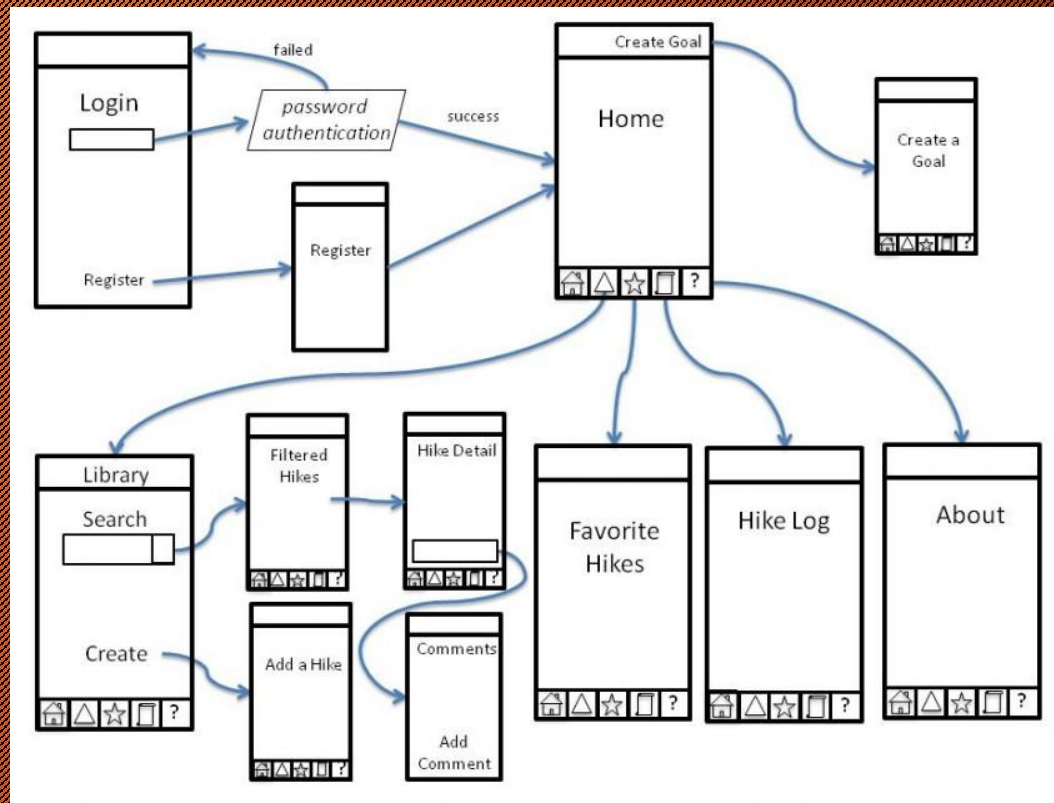 failed
Login
password
authentication
success
Register
Register
Create Goal
Home
Create a
Goal
?
?
Library
Search
Create
?
Filtered
Hikes
?
Hike Detail
?
Add a Hike
?
Comments
Add
Comment
Favorite
Hikes
?
Hike Log
?
About
?